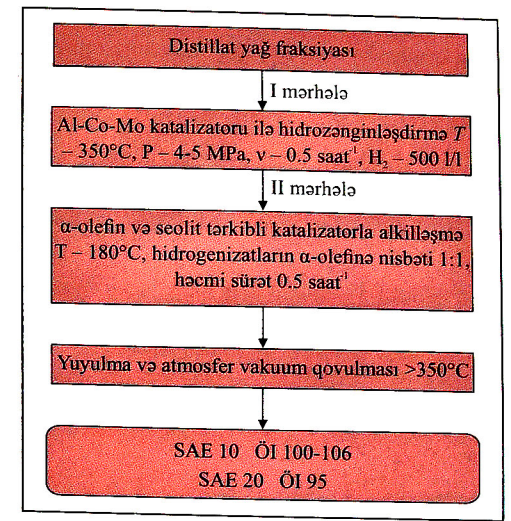 Distillat yağ fraksiyası
I mərhələ
Al-Co-Mo katalizatoru ilə hidrozənginləşdirmə T
– 350°C, P – 4-5 MPa, ν – 0.5 saat⁻¹, H₂ – 500 l/l
II mərhələ
α-olefin və seolit tərkibli katalizatorla alkilləşmə
T – 180°C, hidrogenizatların α-olefinə nisbəti 1:1,
həcmi sürət 0.5 saat⁻¹
Yuyulma və atmosfer vakuum qovulması >350°C
SAE 10 Öİ 100-106
SAE 20 Öİ 95